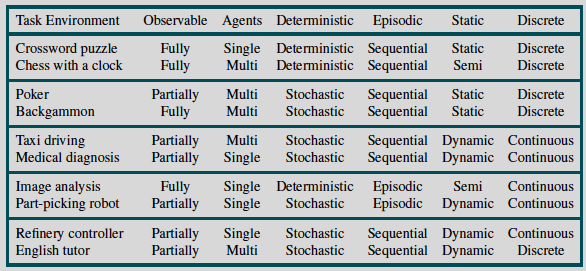 Task Environment Observable Agents Deterministic Episodic Static Discrete
Crossword puzzle Fully Single Deterministic Sequential Static Discrete
Chess with a clock Fully Multi Deterministic Sequential Semi Discrete
Poker Partially Multi Stochastic Sequential Static Discrete
Backgammon Fully Multi Stochastic Sequential Static Discrete
Taxi driving Partially Multi Stochastic Sequential Dynamic Continuous
Medical diagnosis Partially Single Stochastic Sequential Dynamic Continuous
Image analysis Fully Single Deterministic Episodic Semi Continuous
Part-picking robot Partially Single Stochastic Episodic Dynamic Continuous
Refinery controller Partially Single Stochastic Sequential Dynamic Continuous
English tutor Partially Multi Stochastic Sequential Dynamic Discrete